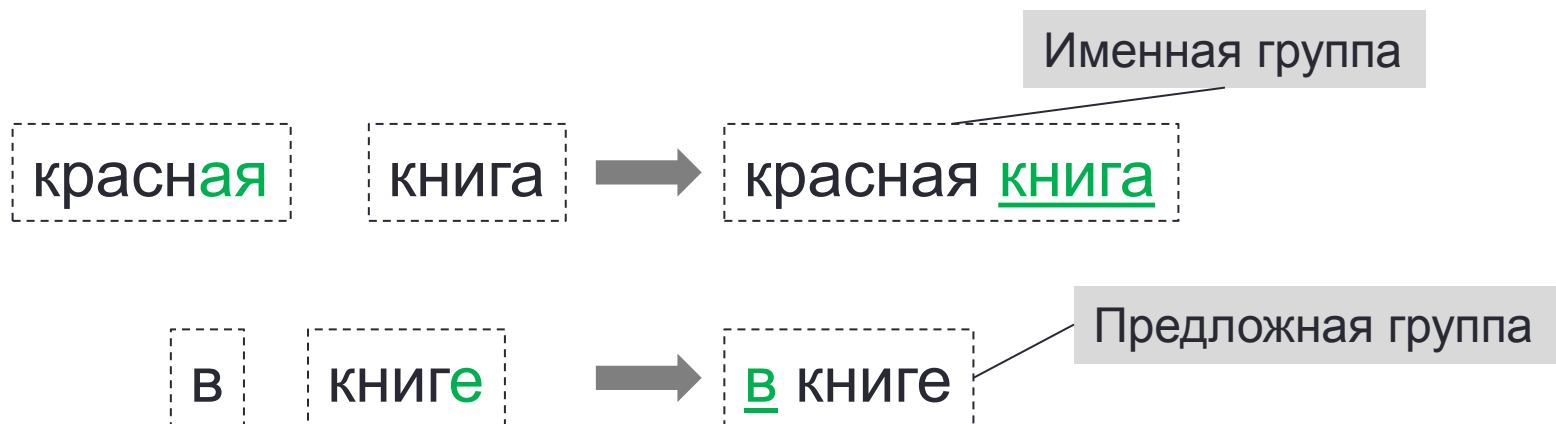 Именная группа
красная книга красная книга
Предложная группа
в книге в книге